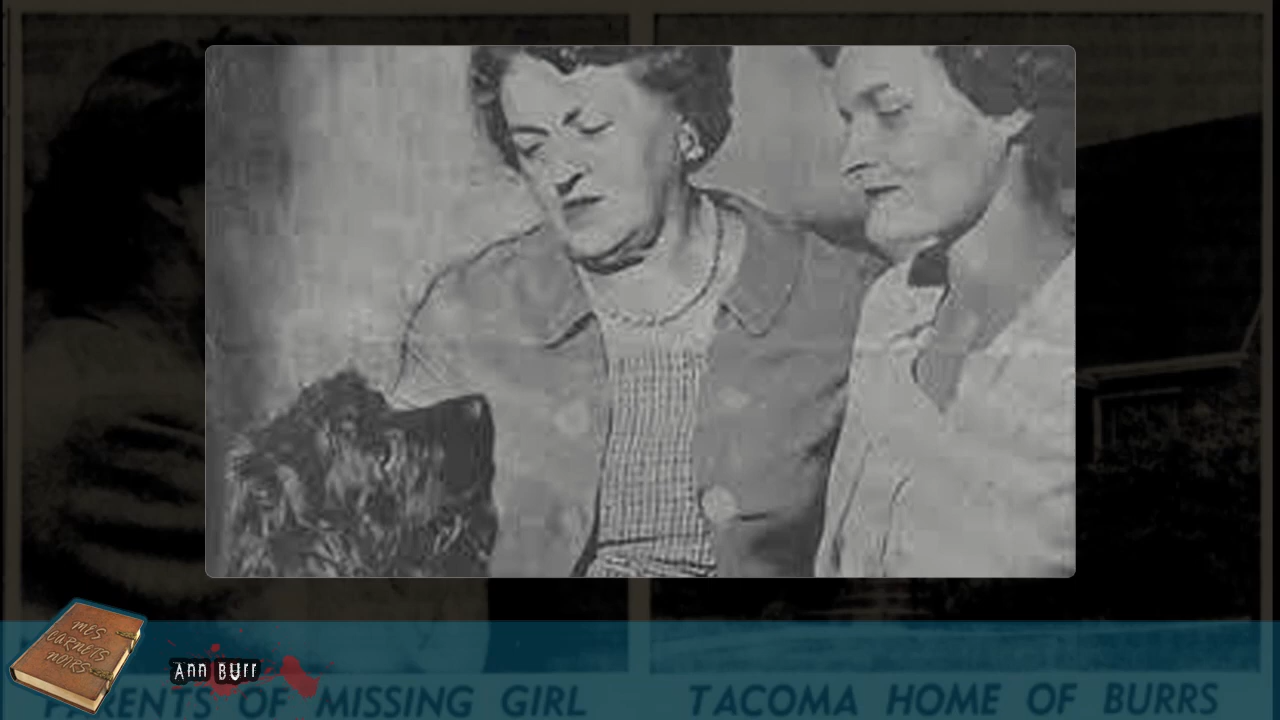 MES
CARNETS
NOIRS
Ann BUrr
PARENTS OF MISSING GIRL
TACOMA HOME OF BURRS